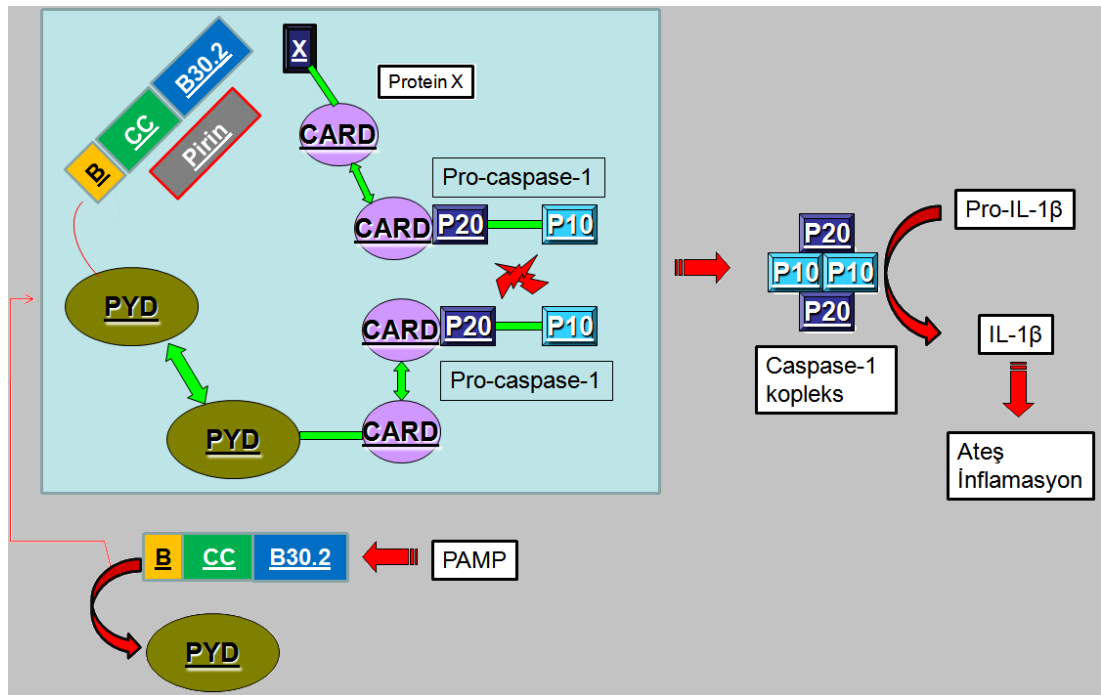 X
Protein X
B30.2
CC
B
Pirin
CARD
Pro-caspase-1
CARD
P20
P10
PYD
CARD
P20
P10
Pro-caspase-1
PYD
CARD
P20
P10
P10
P20
Caspase-1
kopleks
Pro-IL-1β
IL-1β
Ateş
İnflamasyon
B
CC
B30.2
PAMP
PYD